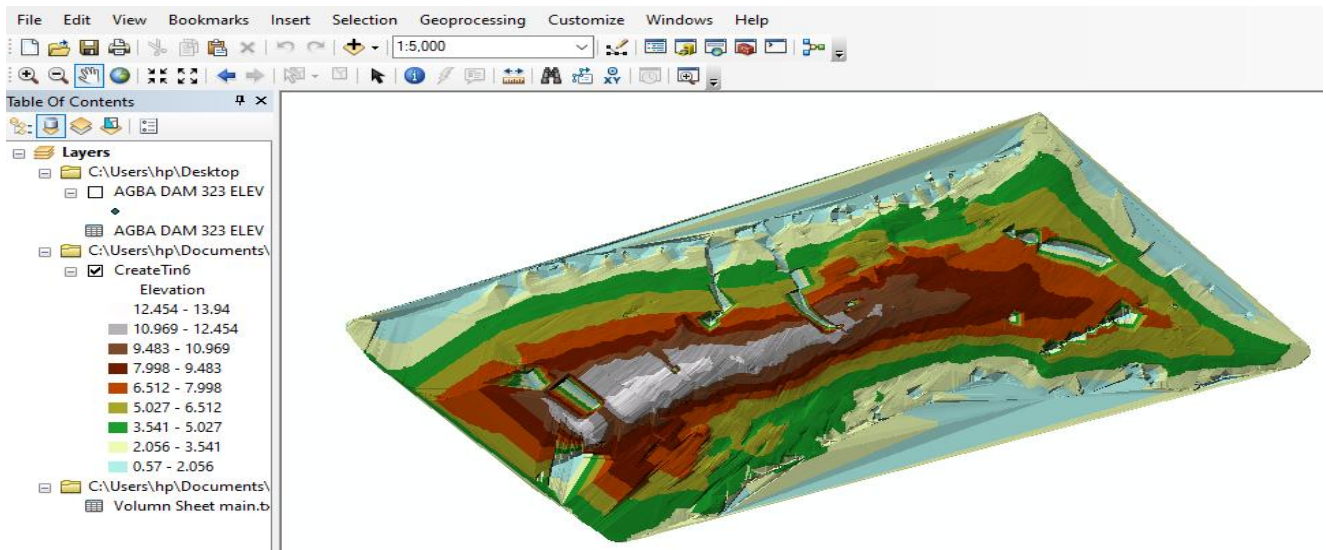 File Edit View Bookmarks Insert Selection Geoprocessing Customize Windows Help
1:5,000
XY
Table Of Contents
Layers
C:\Users\hp\Desktop
AGBA DAM 323 ELEV
AGBA DAM 323 ELEV
C:\Users\hp\Documents\
CreateTin6
Elevation
12.454 - 13.94
10.969 - 12.454
9.483 - 10.969
7.998 - 9.483
6.512 - 7.998
5.027 - 6.512
3.541 - 5.027
2.056 - 3.541
0.57 - 2.056
C:\Users\hp\Documents\
Volumn Sheet main.t